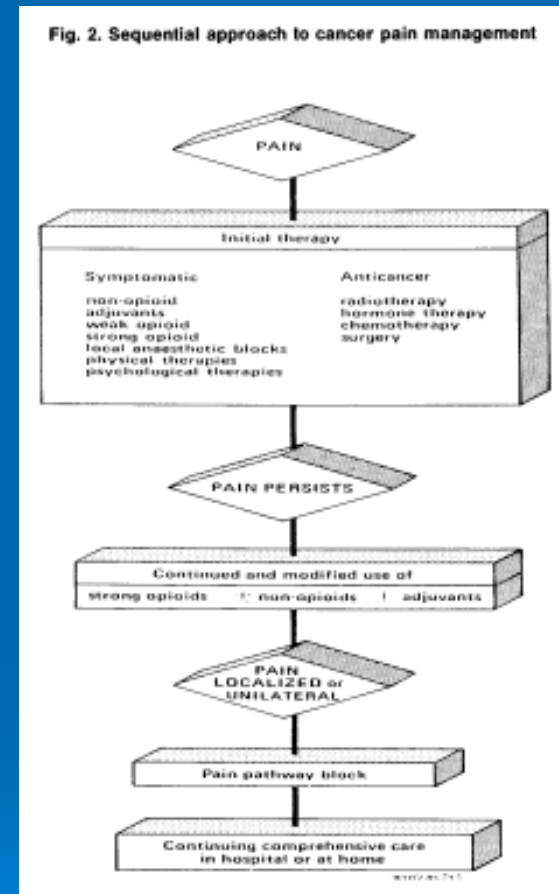 Fig. 2. Sequential approach to cancer pain management
PAIN
Initial therapy
Symptomatic
non-opioid
adjuvants
weak opioid
strong opioid
local anaesthetic blocks
physical therapies
psychological therapies
Anticancer
radiotherapy
hormone therapy
chemotherapy
surgery
PAIN PERSISTS
Continued and modified use of
strong opioids non-opioids adjuvants
PAIN
LOCALIZED or
UNILATERAL
Pain pathway block
Continuing comprehensive care
in hospital or at home